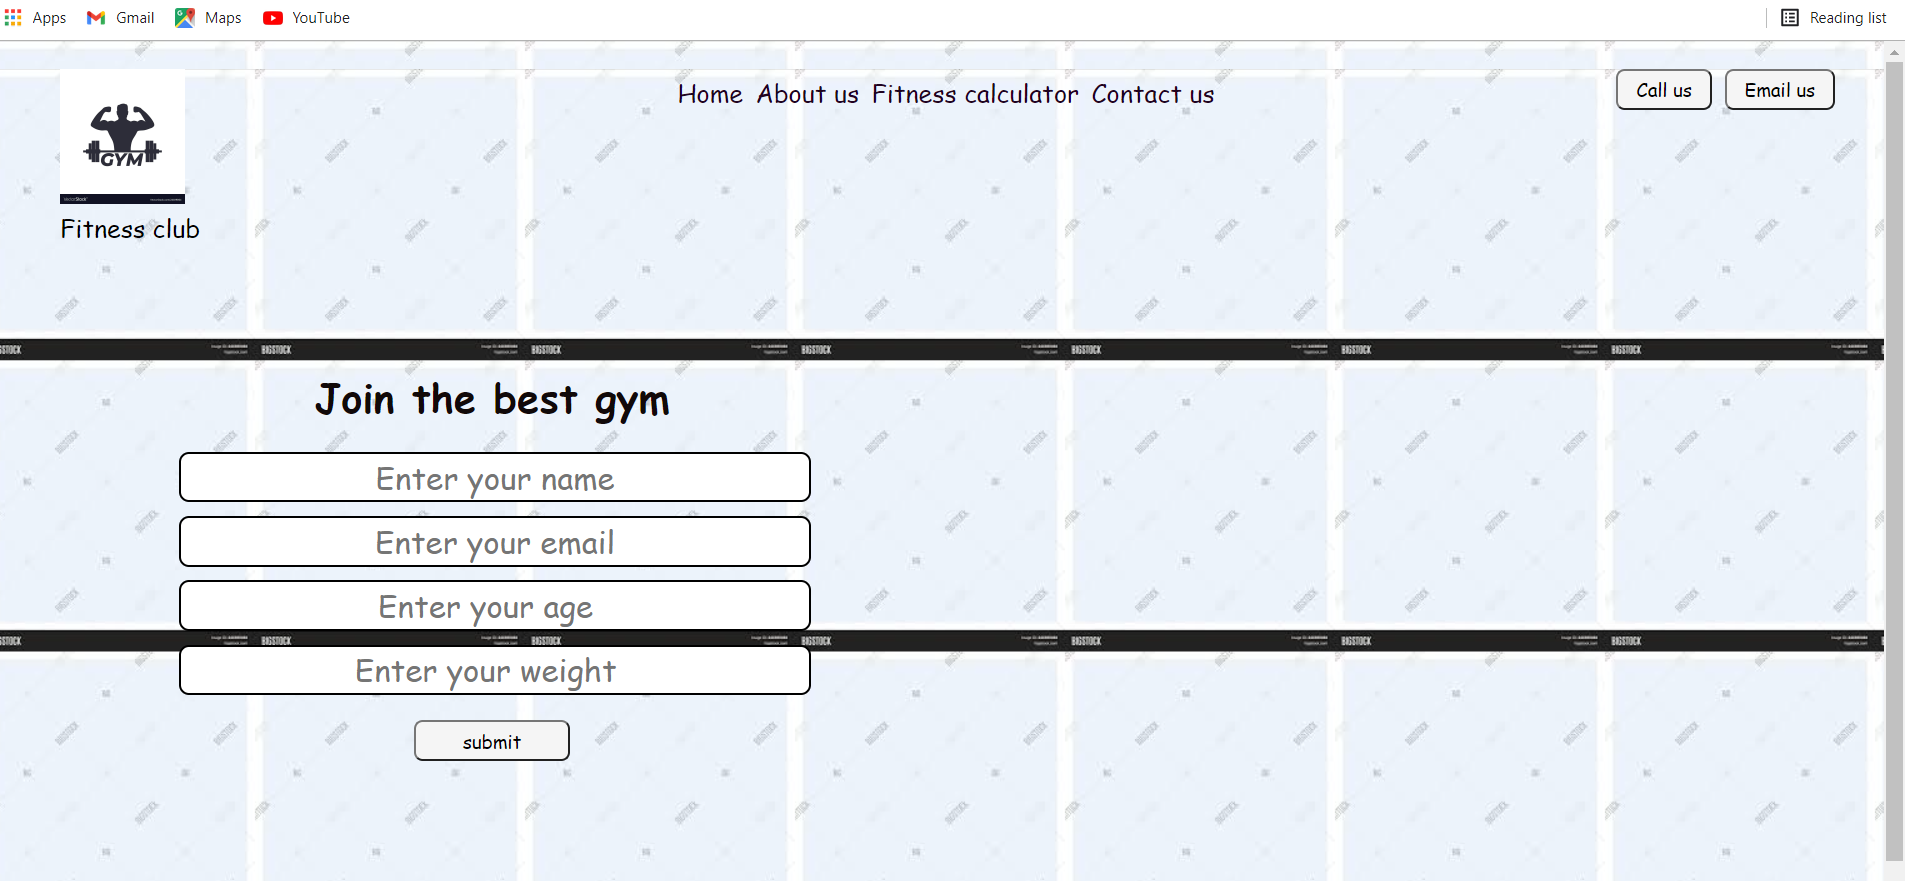 Apps Gmail Maps YouTube Reading list
Home About us Fitness calculator Contact us Call us Email us
GYM
VectorStock
Fitness club
BIGSTOCK BIGSTOCK BIGSTOCK BIGSTOCK BIGSTOCK BIGSTOCK
Join the best gym
Enter your name
Enter your email
Enter your age
BIGSTOCK BIGSTOCK BIGSTOCK BIGSTOCK BIGSTOCK BIGSTOCK
Enter your weight
submit